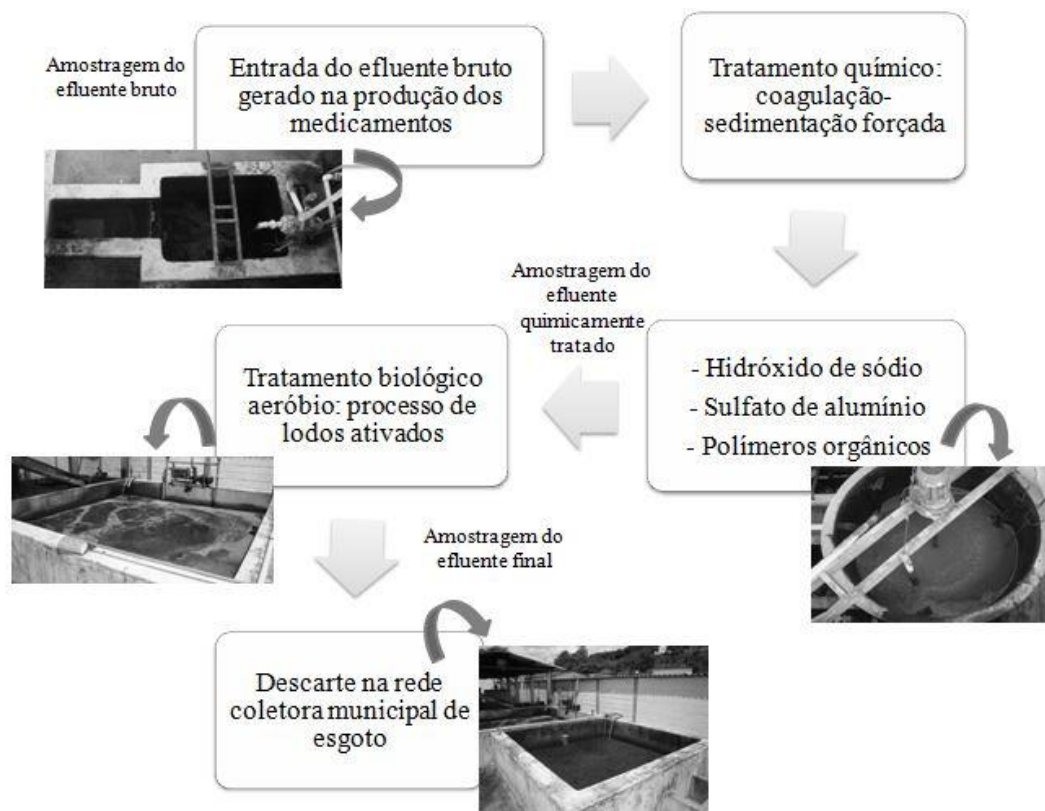 Amostragem do
efluente bruto
Entrada do efluente bruto
gerado na produção dos
medicamentos
Tratamento químico:
coagulação-
sedimentação forçada
Amostragem do
efluente
quimicamente
tratado
- Hidróxido de sódio
- Sulfato de alumínio
- Polímeros orgânicos
Tratamento biológico
aeróbio: processo de
lodos ativados
Amostragem do
efluente final
Descarte na rede
coletora municipal de
esgoto